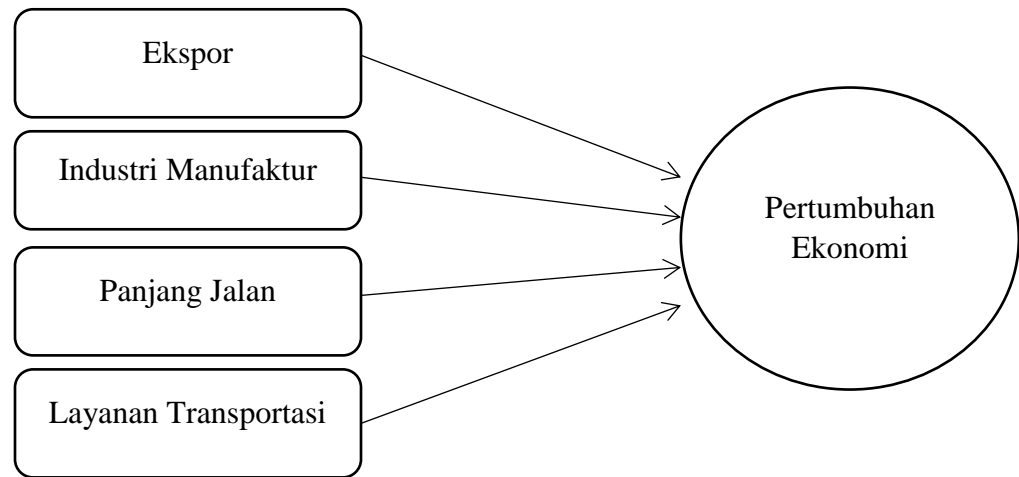 Ekspor
Industri Manufaktur
Panjang Jalan
Layanan Transportasi
Pertumbuhan
Ekonomi